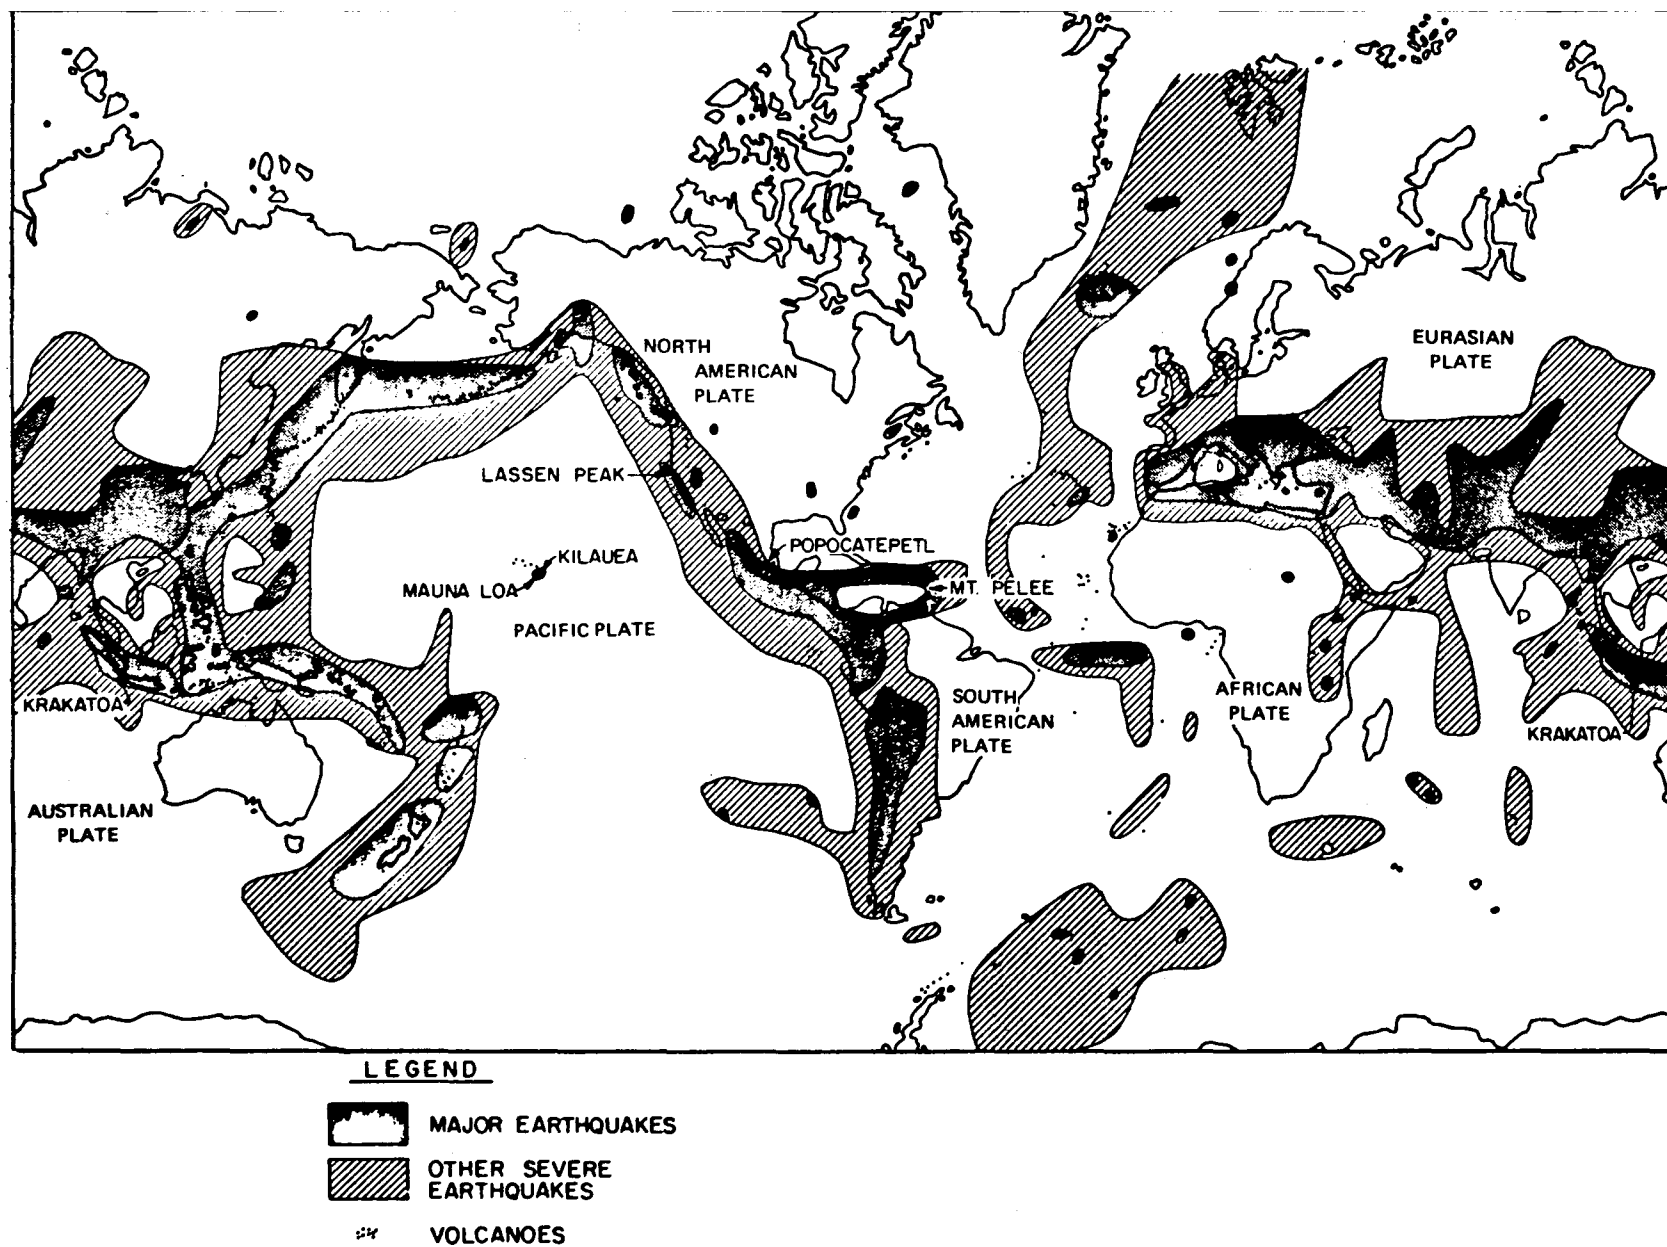 NORTH
AMERICAN
PLATE
EURASIAN
PLATE
LASSEN PEAK
POPOCATEPETL
KILAUEA
MAUNA LOA
MT. PELEE
PACIFIC PLATE
KRAKATOA
SOUTH
AMERICAN
PLATE
AFRICAN
PLATE
KRAKATOA
AUSTRALIAN
PLATE
LEGEND
MAJOR EARTHQUAKES
OTHER SEVERE
EARTHQUAKES
VOLCANOES